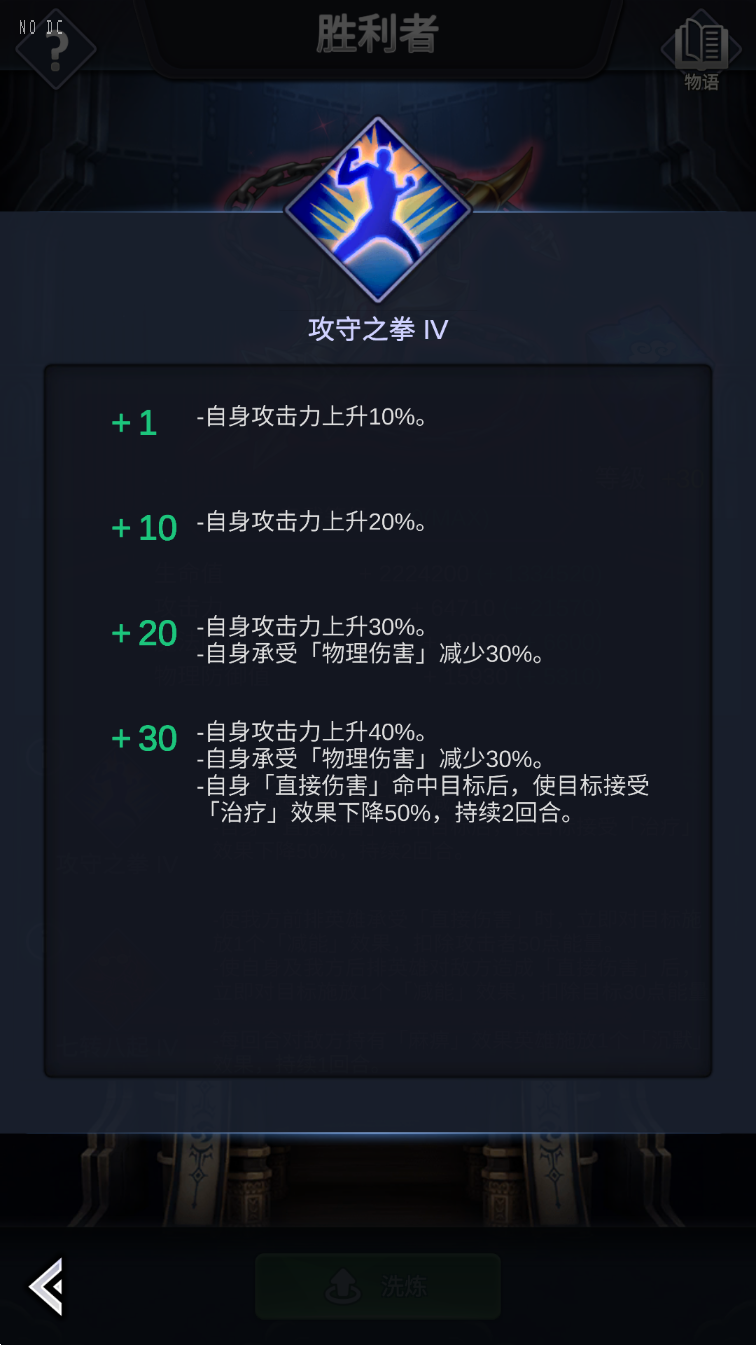 NO DC
胜利者
物语
攻守之拳 IV
+1 -自身攻击力上升10%。
+10 -自身攻击力上升20%。
+20 -自身攻击力上升30%。
-自身承受「物理伤害」减少30%。
+30 -自身攻击力上升40%。
-自身承受「物理伤害」减少30%。
-自身「直接伤害」命中目标后，使目标接受
「治疗」效果下降50%，持续2回合。
洗炼